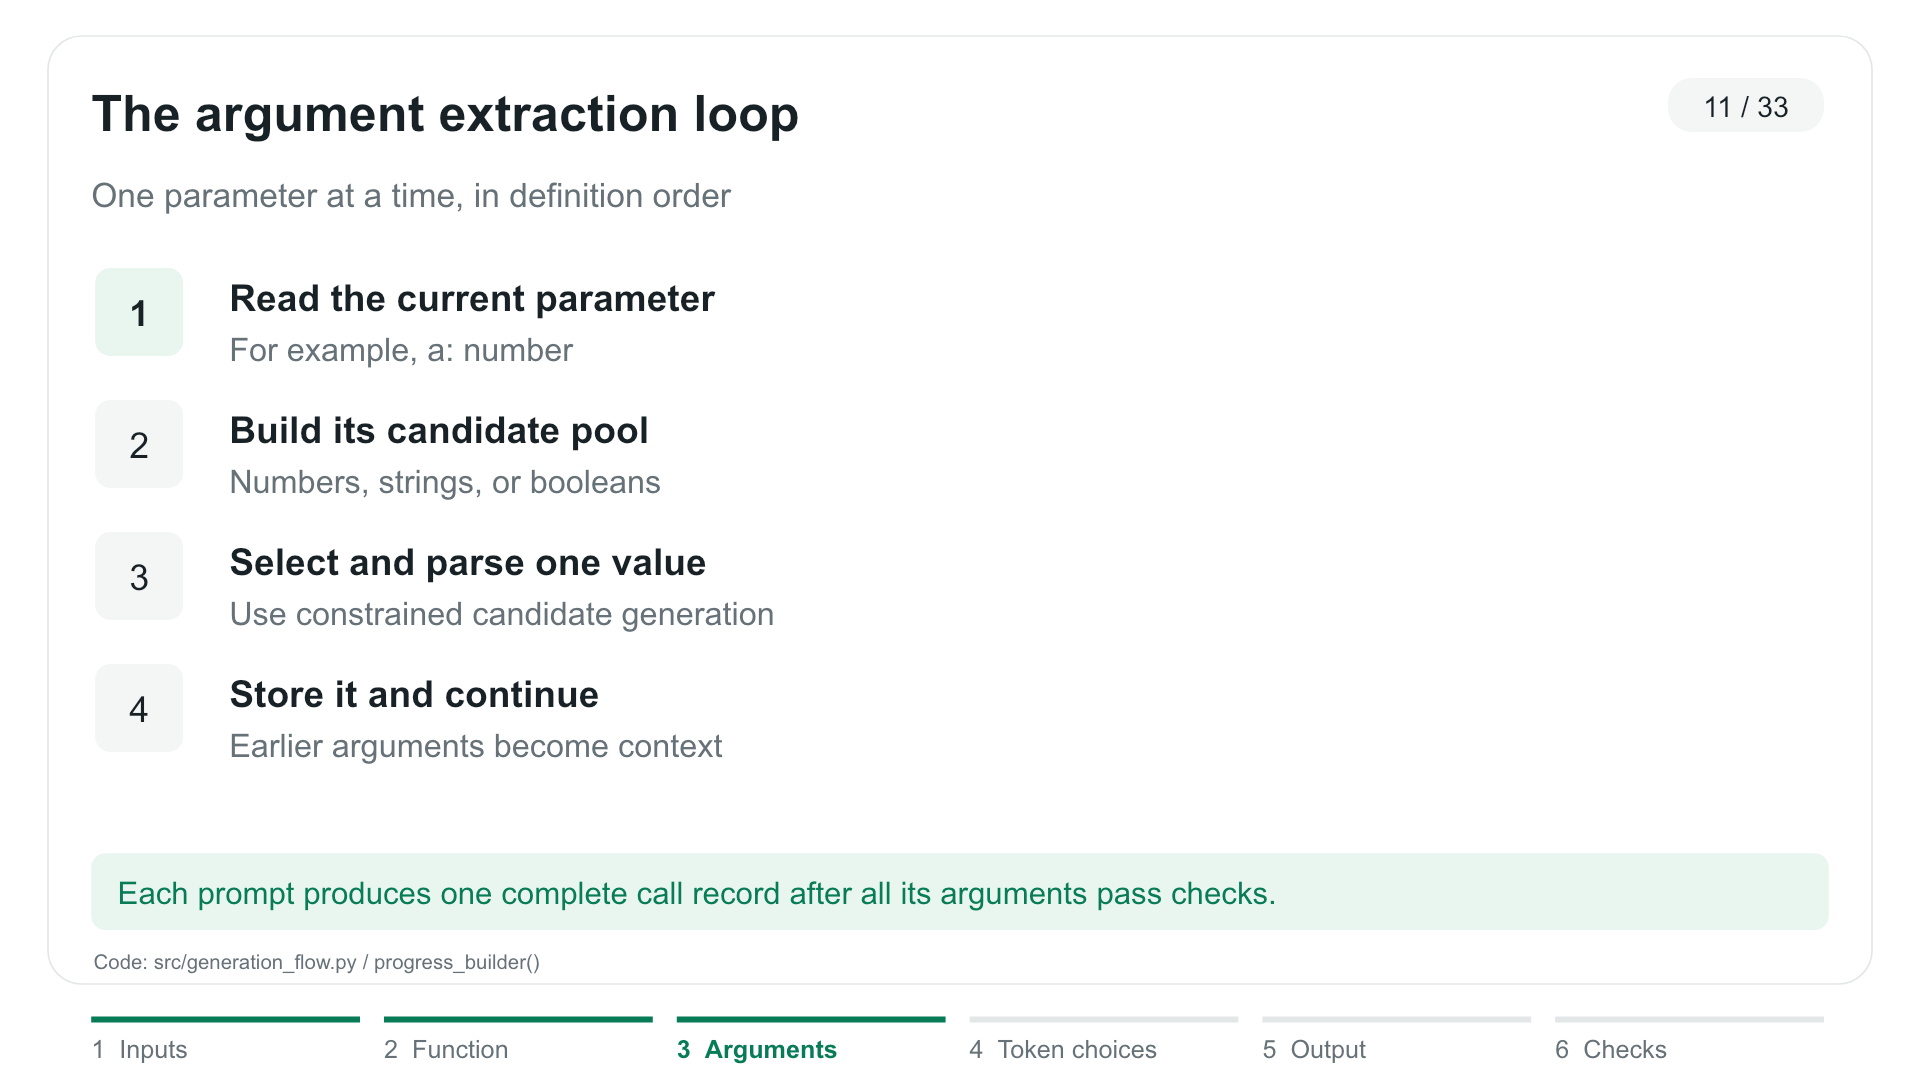 The argument extraction loop
11 / 33
One parameter at a time, in definition order
1
Read the current parameter
For example, a: number
2
Build its candidate pool
Numbers, strings, or booleans
3
Select and parse one value
Use constrained candidate generation
4
Store it and continue
Earlier arguments become context
Each prompt produces one complete call record after all its arguments pass checks.
Code: src/generation_flow.py / progress_builder()
1 Inputs
2 Function
3 Arguments
4 Token choices
5 Output
6 Checks